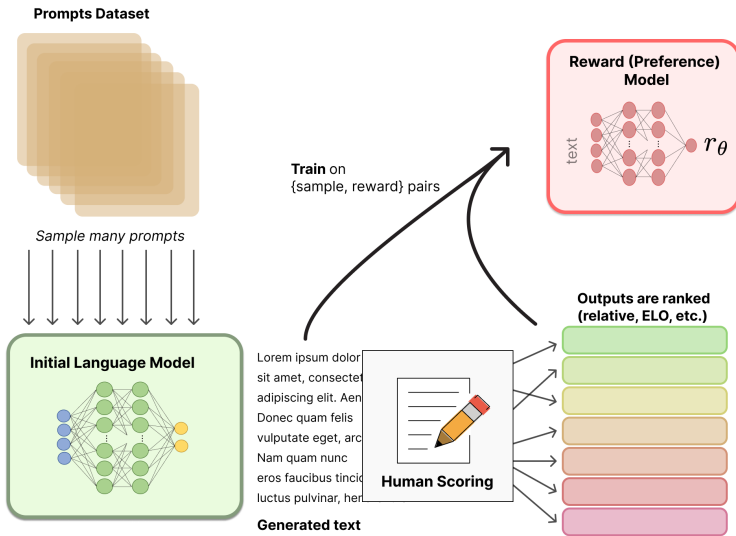 Prompts Dataset
Sample many prompts
Initial Language Model
Train on
{sample, reward} pairs
Reward (Preference)
Model
text
rθ
Lorem ipsum dolor
sit amet, consectet
adipiscing elit. Aen
Donec quam felis
vulputate eget, arc
Nam quam nunc
eros faucibus tincid
luctus pulvinar, her
Generated text
Human Scoring
Outputs are ranked
(relative, ELO, etc.)